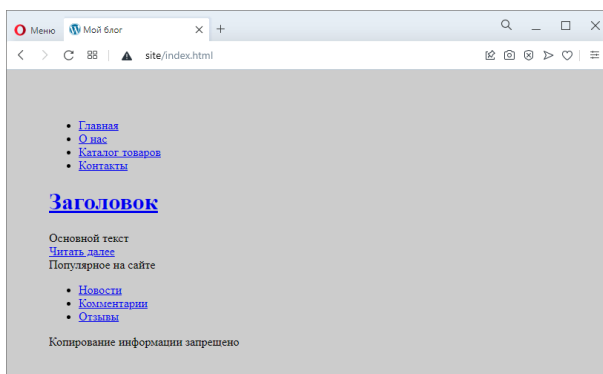 Меню
Мой блог
site/index.html
Главная
О нас
Каталог товаров
Контакты
Заголовок
Основной текст
Читать далее
Популярное на сайте
Новости
Комментарии
Отзывы
Копирование информации запрещено